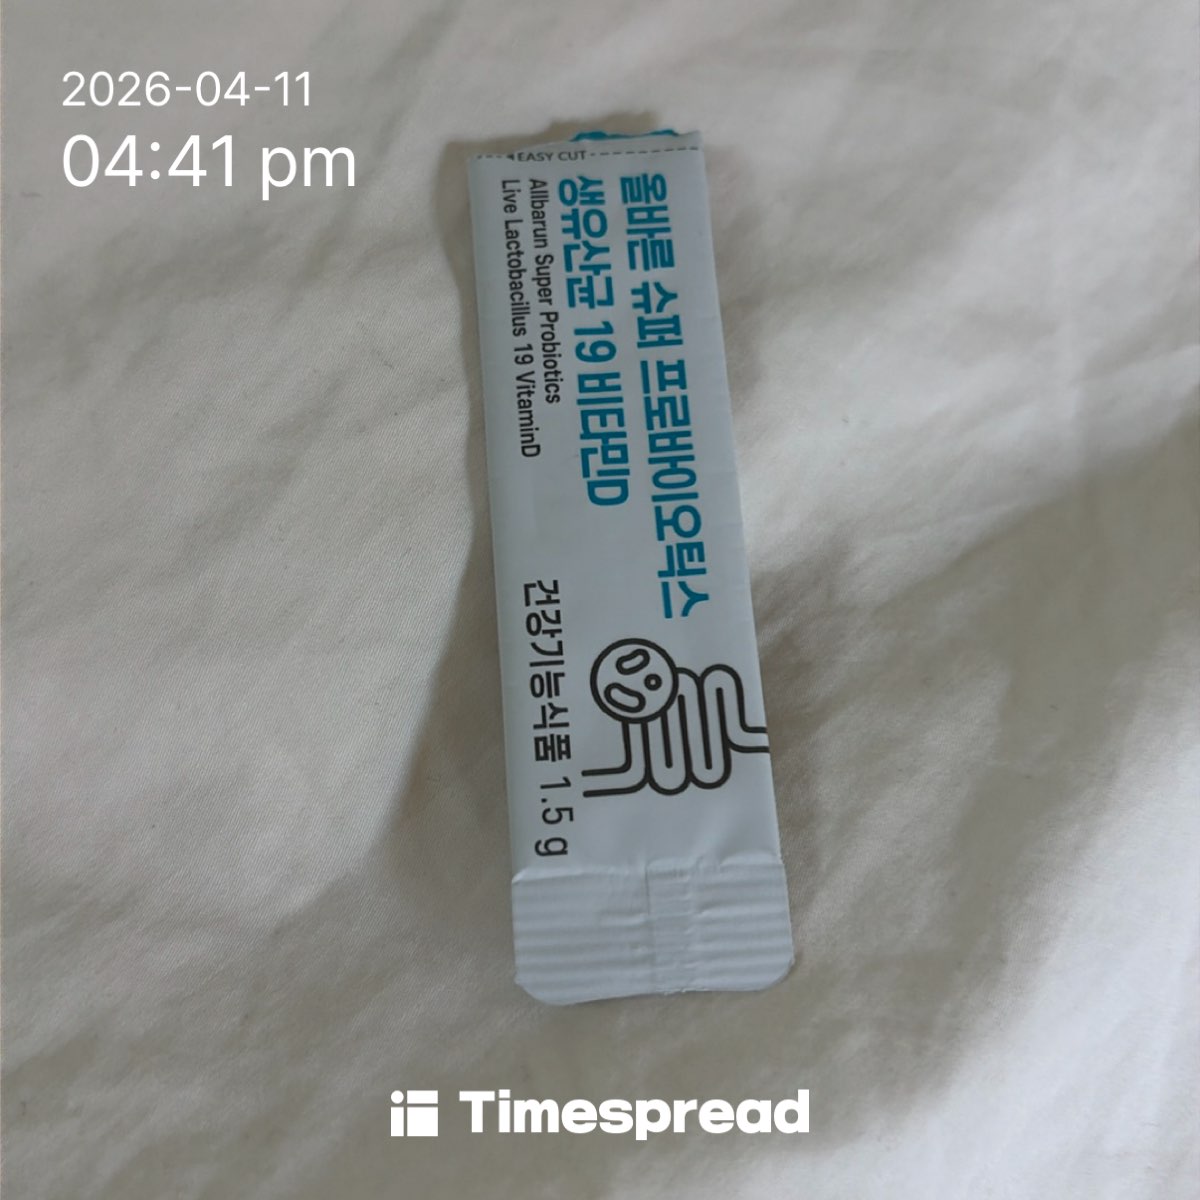 2026-04-11
04:41 pm
EASY CUT
올바른 슈퍼 프로바이오틱스
생유산균 19 비타민D
Allbarun Super Probiotics
Live Lactobacillus 19 VitaminD
건강기능식품 1.5 g
Timespread